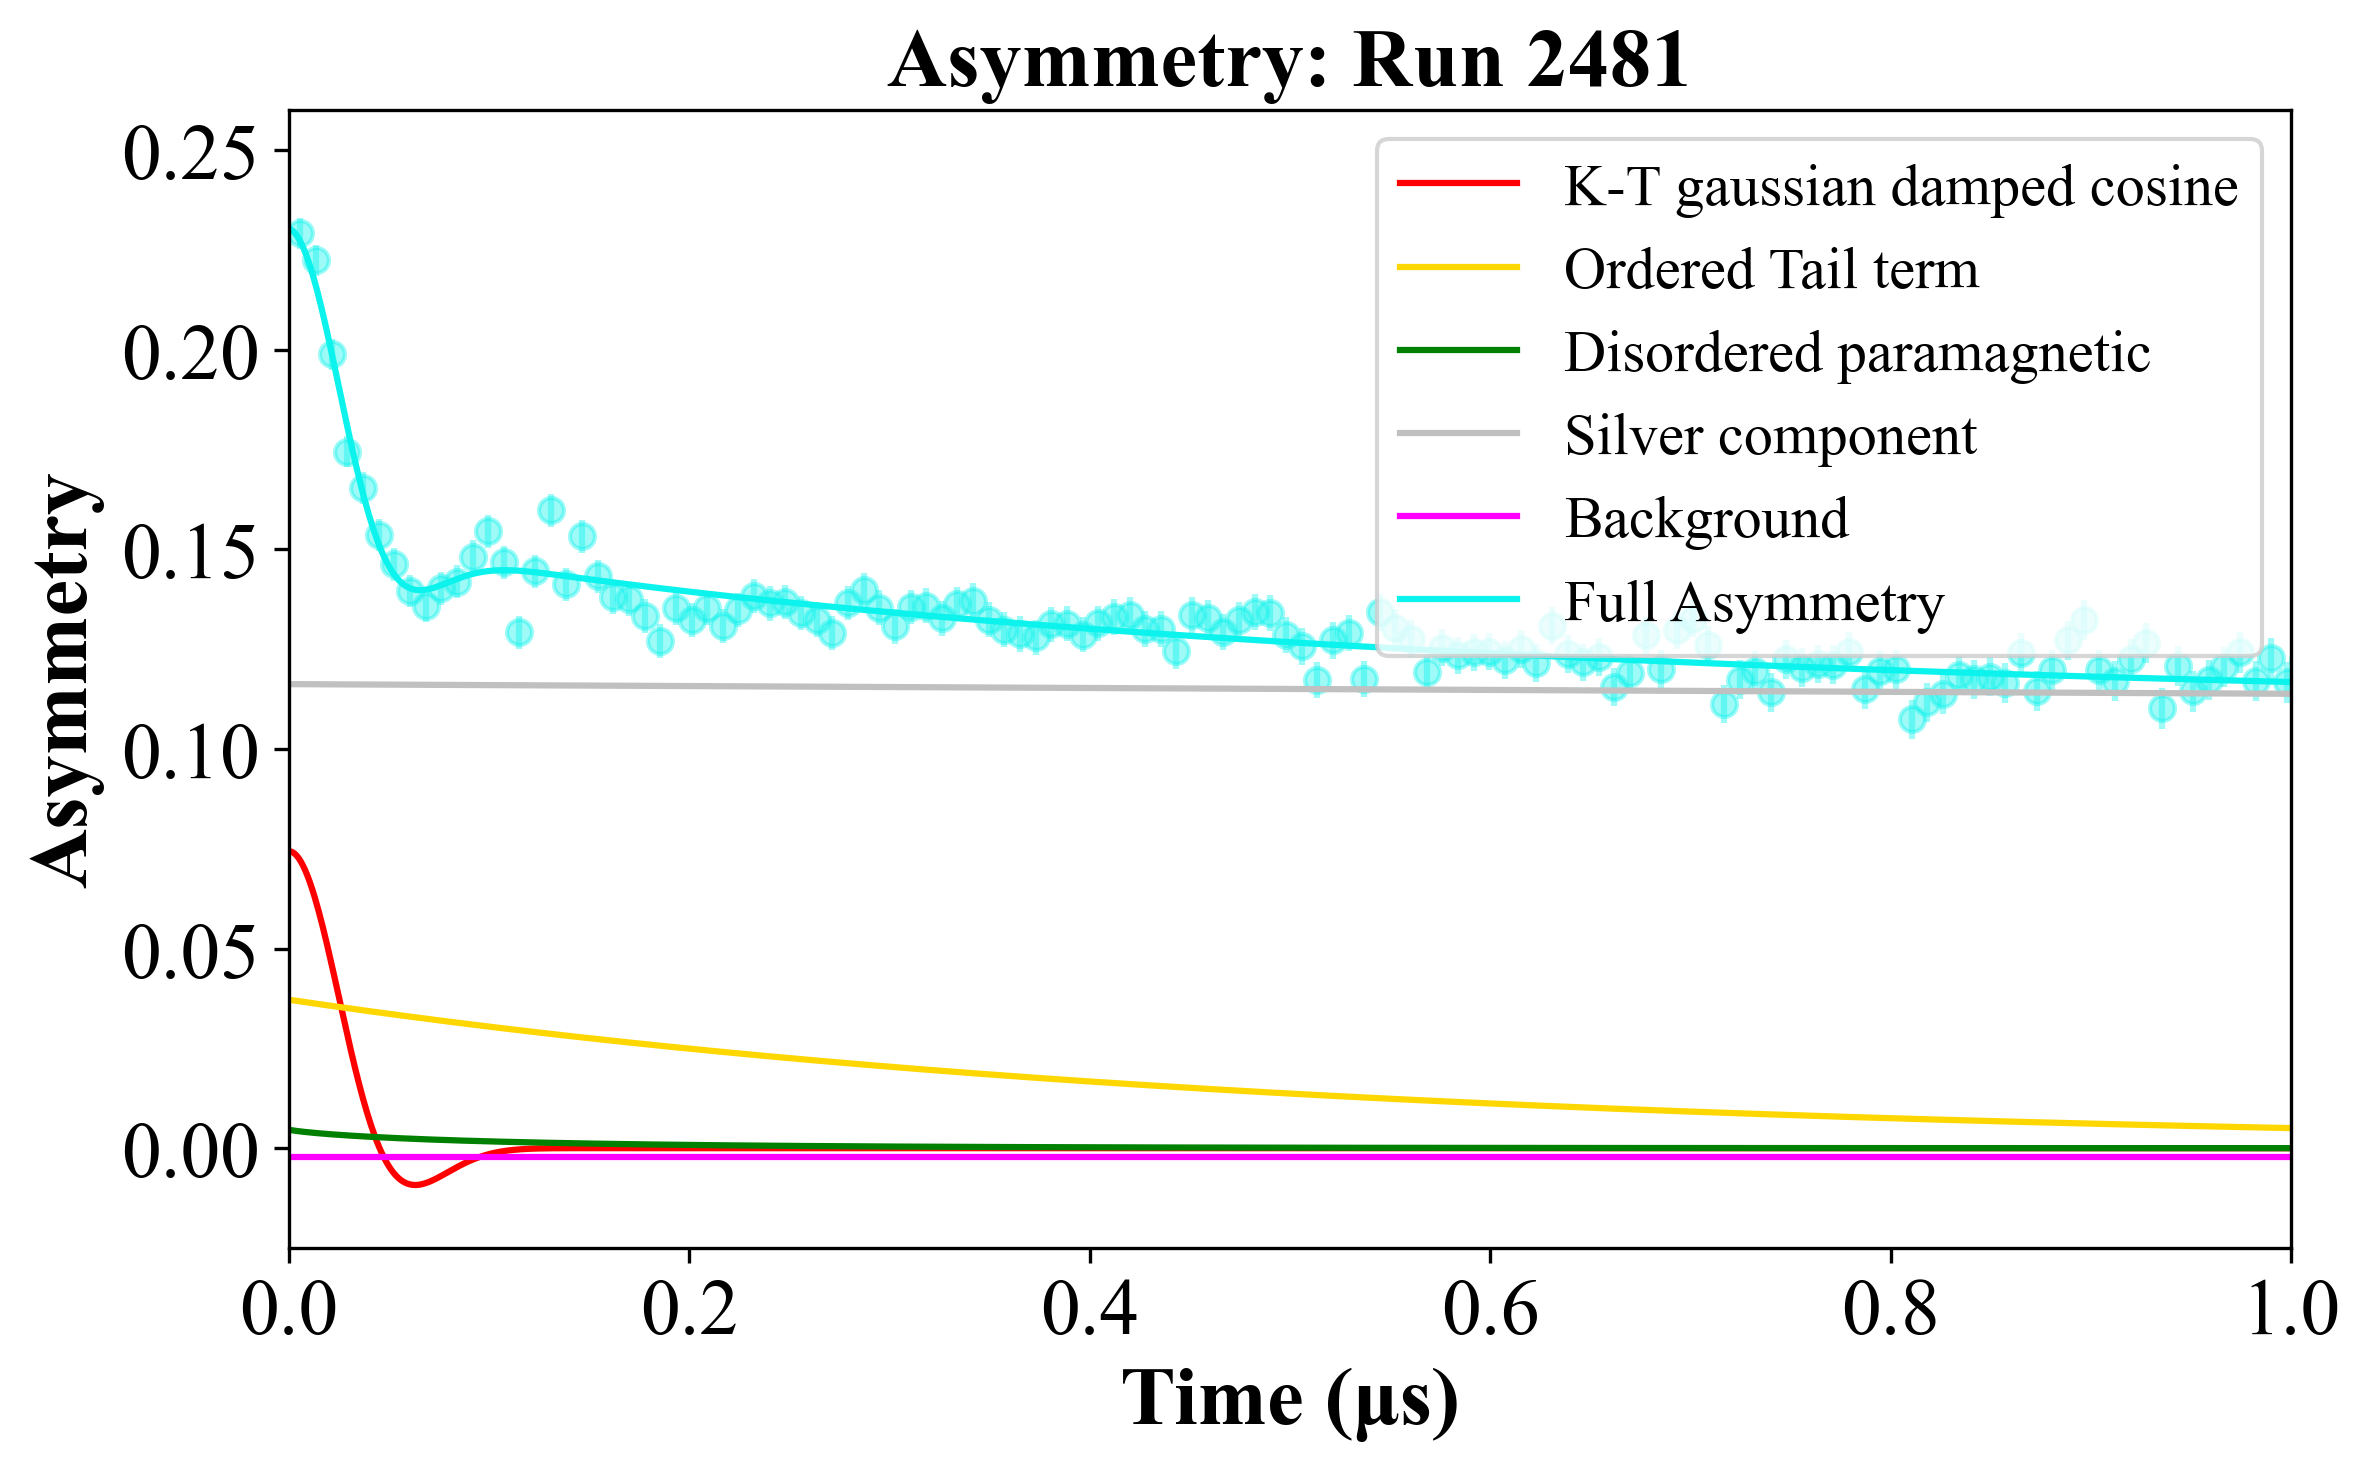 Asymmetry: Run 2481
0.25
0.20
0.15
0.10
0.05
0.00
Asymmetry
K-T gaussian damped cosine
Ordered Tail term
Disordered paramagnetic
Silver component
Background
Full Asymmetry
0.0 0.2 0.4 0.6 0.8 1.0
Time (μs)